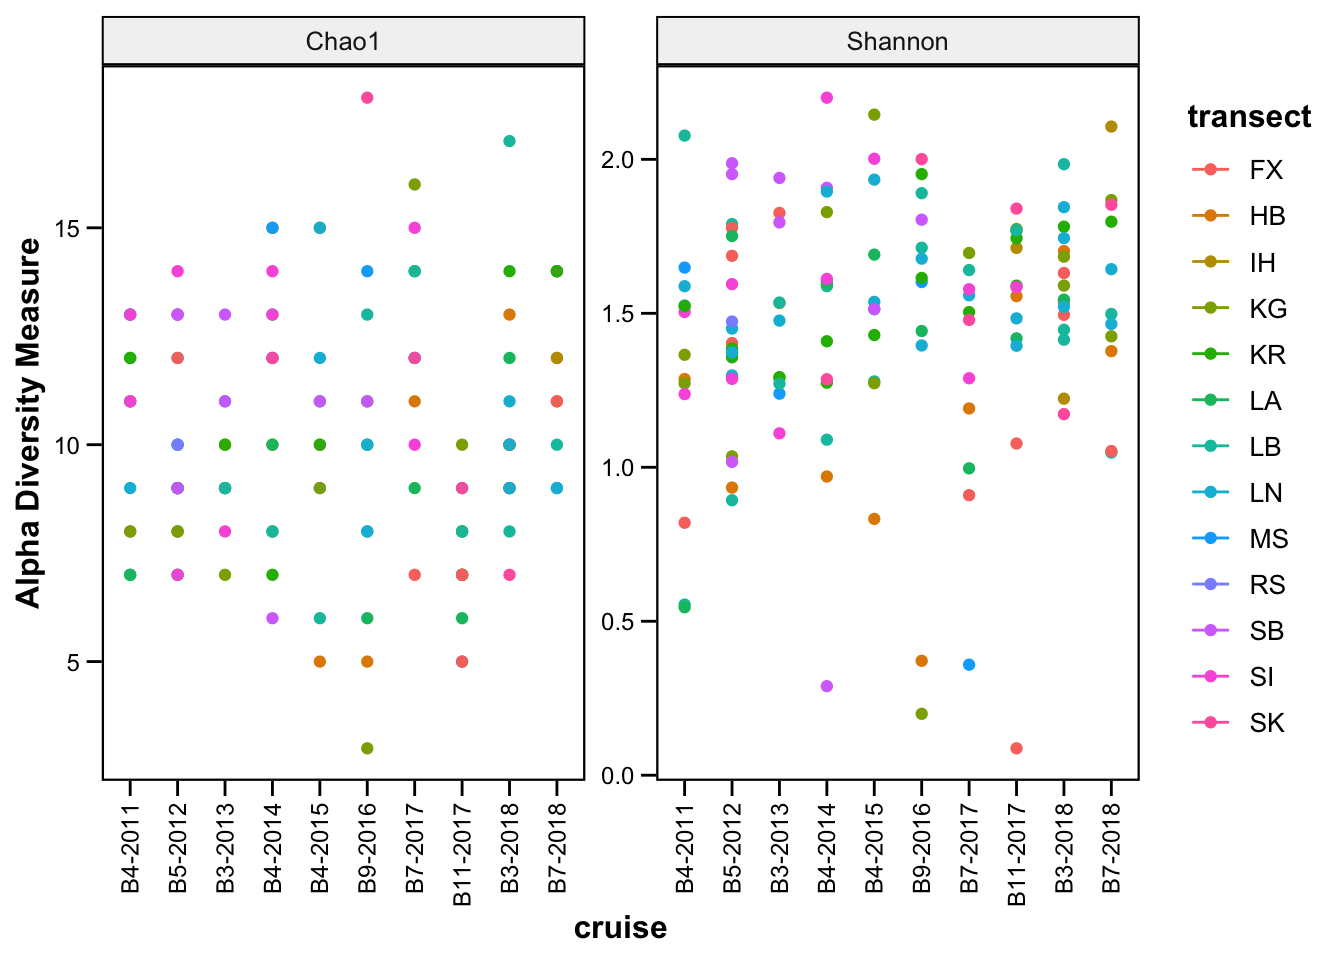 Chao1
Shannon
Alpha Diversity Measure
15
10
5
2.0
1.5
1.0
0.5
0.0
B4-2011
B5-2012
B3-2013
B4-2014
B4-2015
B9-2016
B7-2017
B11-2017
B3-2018
B7-2018
B4-2011
B5-2012
B3-2013
B4-2014
B4-2015
B9-2016
B7-2017
B11-2017
B3-2018
B7-2018
cruise
transect
FX
HB
IH
KG
KR
LA
LB
LN
MS
RS
SB
SI
SK